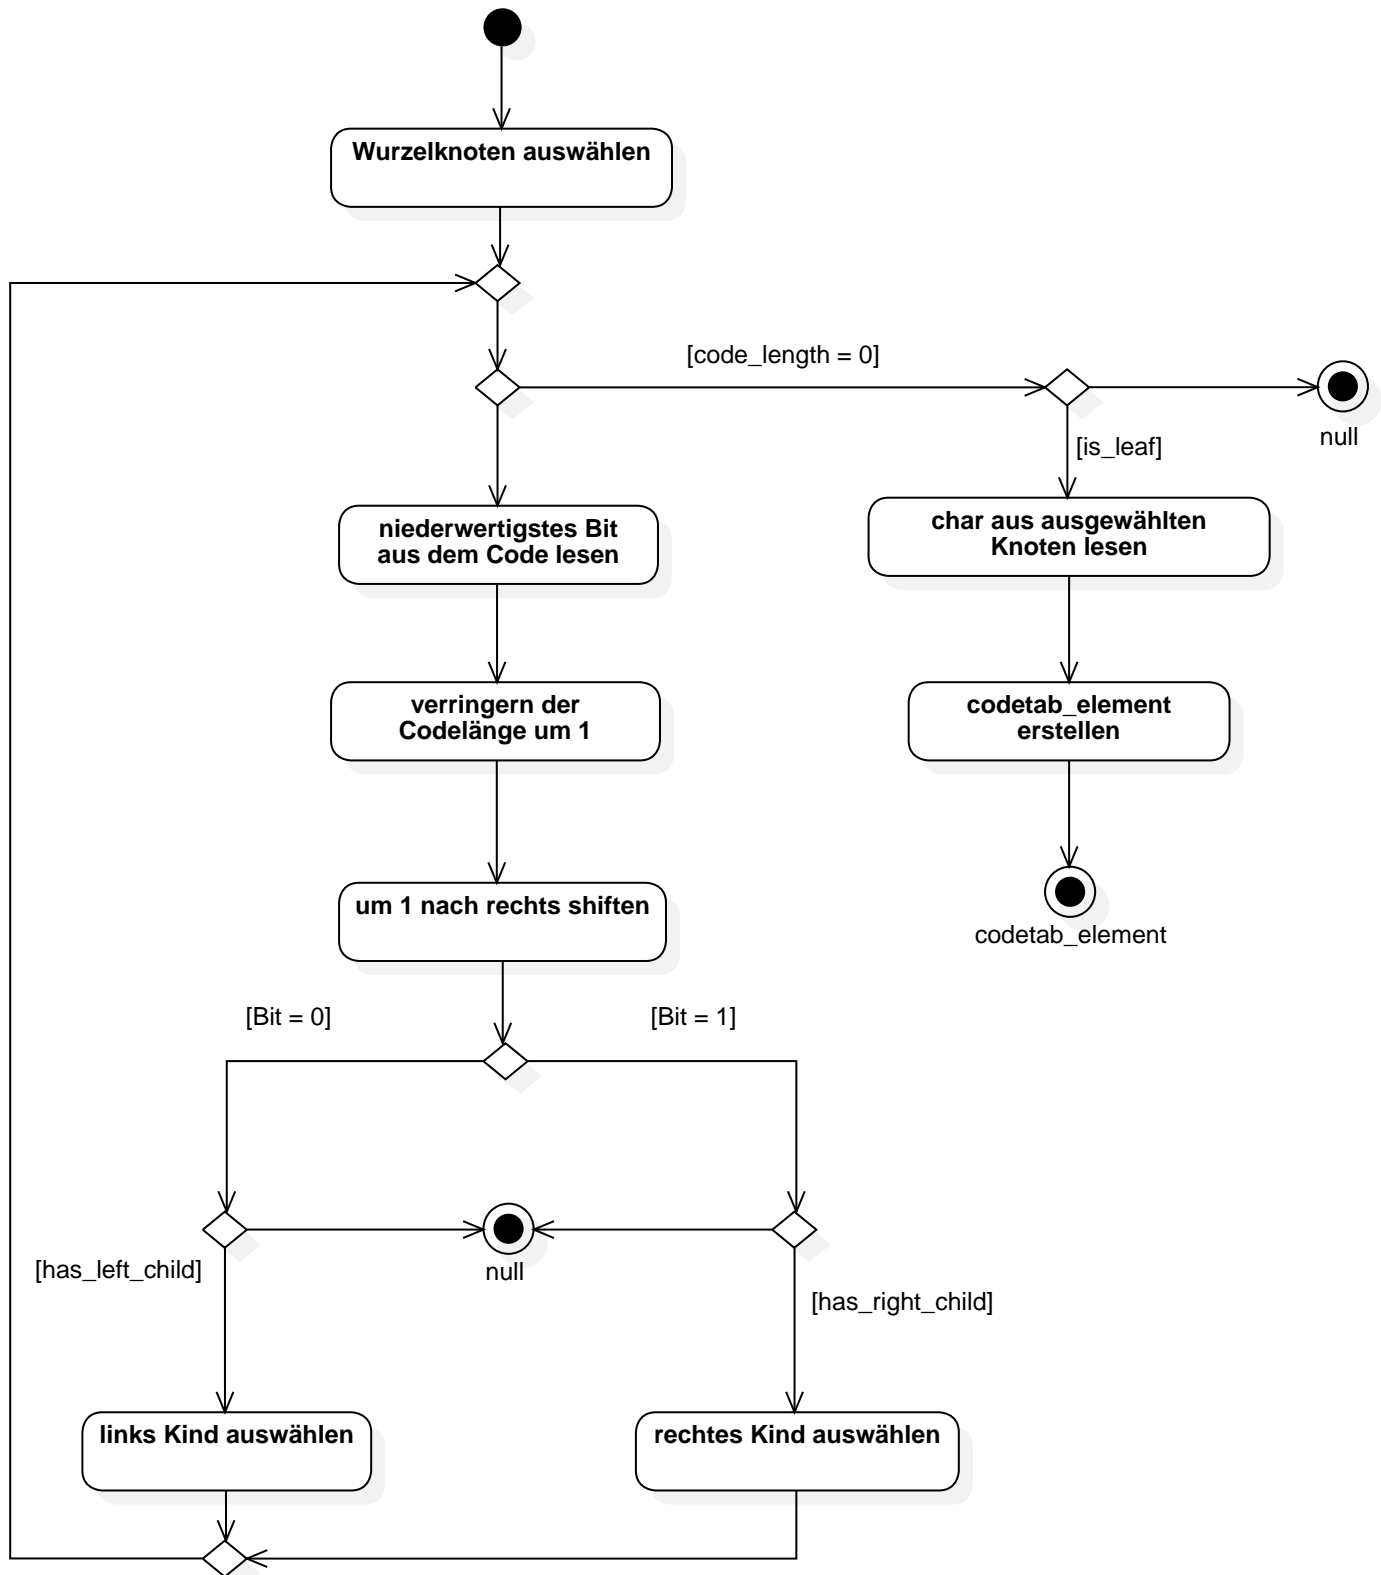 Wurzelknoten auswählen
[code_length = 0]
null
[is_leaf]
niederwertigstes Bit
aus dem Code lesen
char aus ausgewählten
Knoten lesen
verringern der
Codelänge um 1
codetab_element
erstellen
um 1 nach rechts shiften
codetab_element
[Bit = 0]
[Bit = 1]
[has_left_child]
null
[has_right_child]
links Kind auswählen
rechtes Kind auswählen